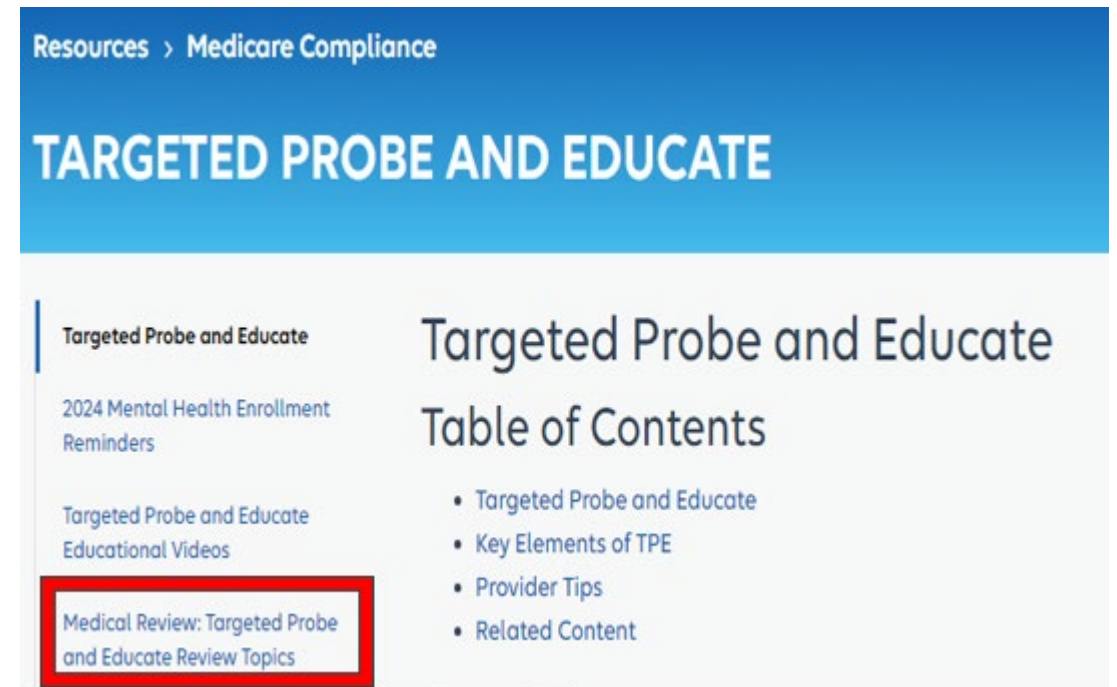 Resources > Medicare Compliance
TARGETED PROBE AND EDUCATE
Targeted Probe and Educate
2024 Mental Health Enrollment
Reminders
Targeted Probe and Educate
Educational Videos
Medical Review: Targeted Probe
and Educate Review Topics
Targeted Probe and Educate
Table of Contents
• Targeted Probe and Educate
• Key Elements of TPE
• Provider Tips
• Related Content